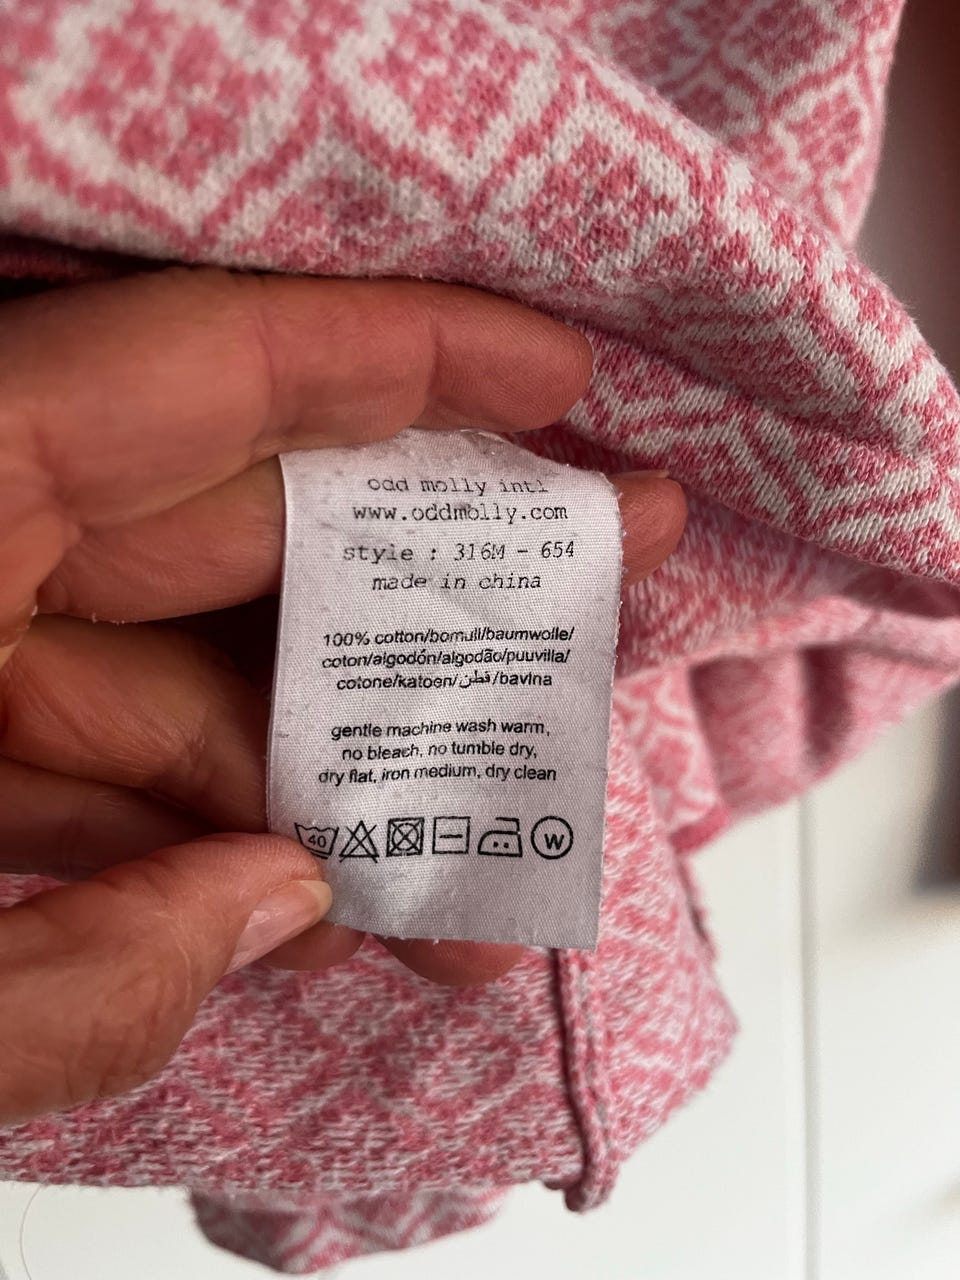 odd molly intl
www.oddmolly.com
style : 316M - 654
made in china
100% cotton/bomull/baumwolle/
coton/algodón/algodão/puuvilla/
cotone/katoen/قطن/bavlna
gentle machine wash warm,
no bleach, no tumble dry,
dry flat, iron medium, dry clean
40
W